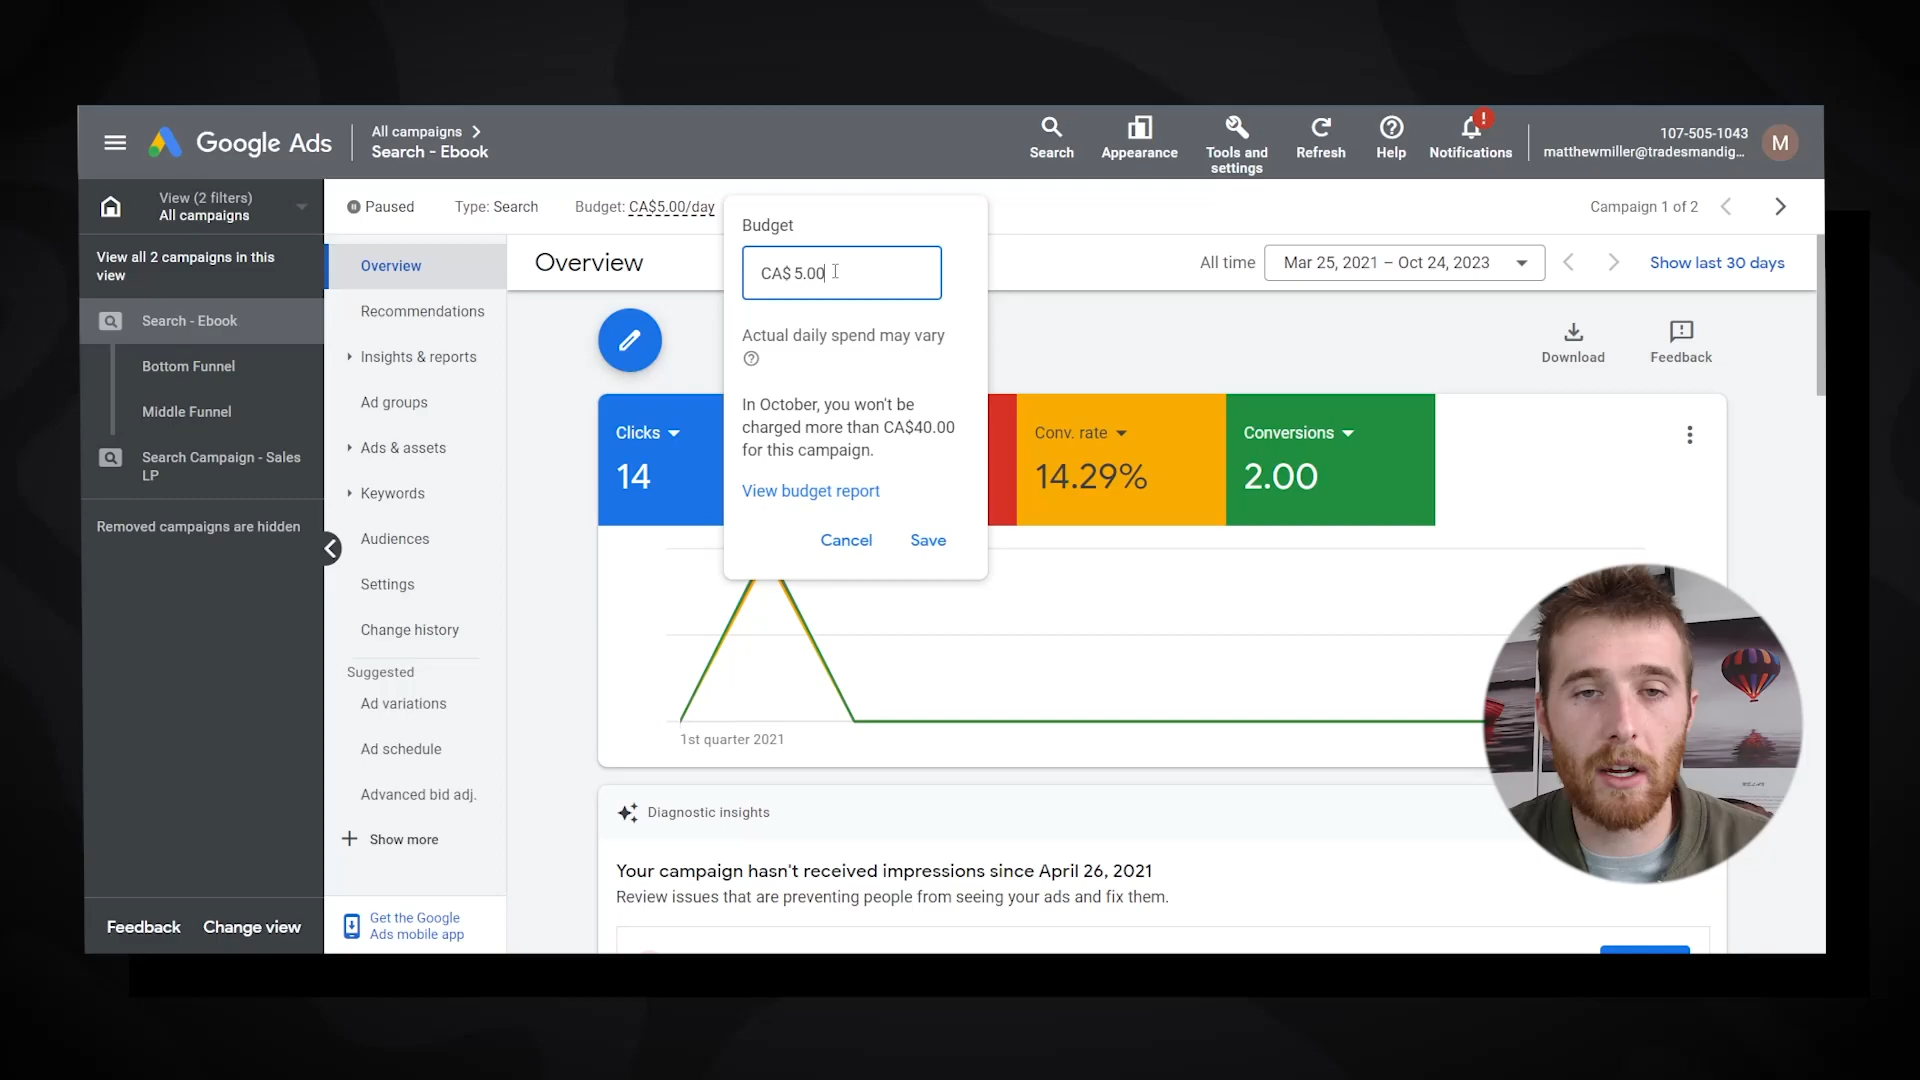 Google Ads
All campaigns
Search - Ebook
Search
Appearance
Tools and
settings
Refresh
Help
Notifications
!
107-505-1043
matthewmiller@tradesmandig...
M
View (2 filters)
All campaigns
Paused
Type: Search
Budget: CA$5.00/day
Campaign 1 of 2
View all 2 campaigns in this
view
Search - Ebook
Bottom Funnel
Middle Funnel
Search Campaign - Sales
LP
Removed campaigns are hidden
Feedback
Change view
Overview
Recommendations
Insights & reports
Ad groups
Ads & assets
Keywords
Audiences
Settings
Change history
Suggested
Ad variations
Ad schedule
Advanced bid adj.
Show more
Get the Google
Ads mobile app
Overview
All time
Mar 25, 2021 – Oct 24, 2023
Show last 30 days
Budget
CA$ 5.00
Actual daily spend may vary
In October, you won't be
charged more than CA$40.00
for this campaign.
View budget report
Cancel
Save
Download
Feedback
Clicks
14
Conv. rate
14.29%
Conversions
2.00
1st quarter 2021
Diagnostic insights
Your campaign hasn't received impressions since April 26, 2021
Review issues that are preventing people from seeing your ads and fix them.